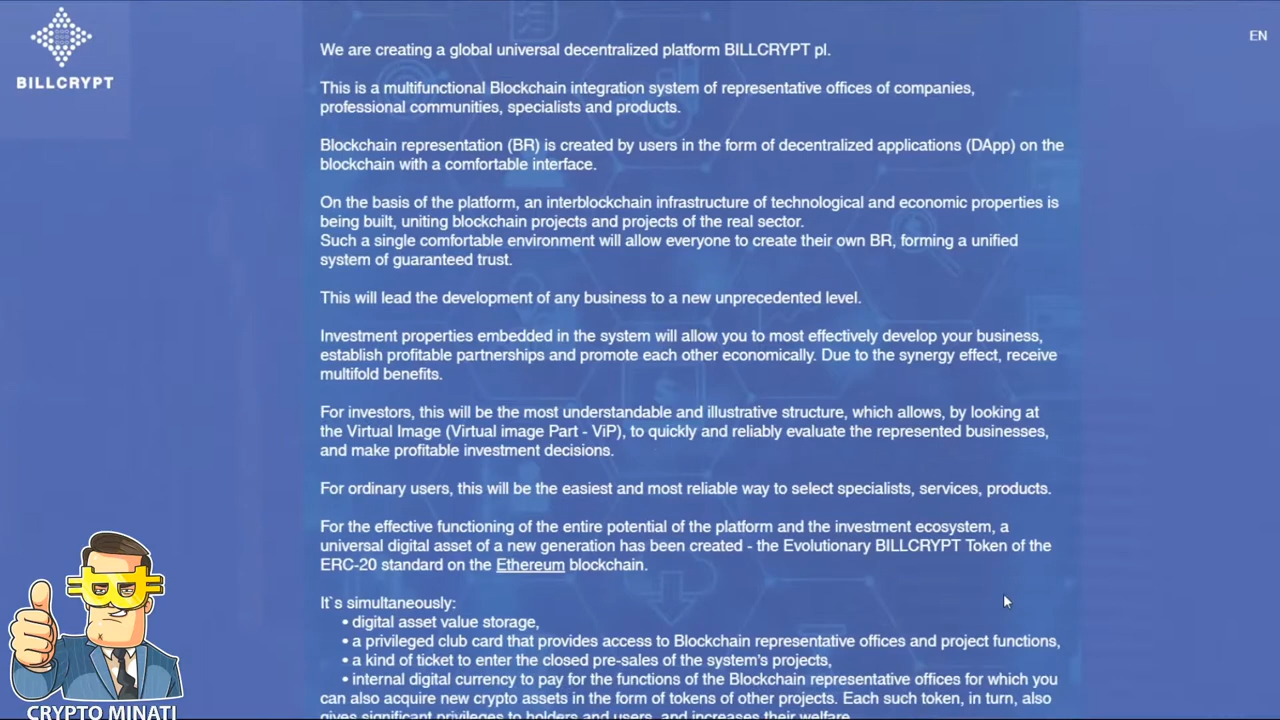 BILLCRYPT
EN
We are creating a global universal decentralized platform BILLCRYPT pl.
This is a multifunctional Blockchain integration system of representative offices of companies,
professional communities, specialists and products.
Blockchain representation (BR) is created by users in the form of decentralized applications (DApp) on the
blockchain with a comfortable interface.
On the basis of the platform, an interblockchain infrastructure of technological and economic properties is
being built, uniting blockchain projects and projects of the real sector.
Such a single comfortable environment will allow everyone to create their own BR, forming a unified
system of guaranteed trust.
This will lead the development of any business to a new unprecedented level.
Investment properties embedded in the system will allow you to most effectively develop your business,
establish profitable partnerships and promote each other economically. Due to the synergy effect, receive
multifold benefits.
For investors, this will be the most understandable and illustrative structure, which allows, by looking at
the Virtual Image (Virtual image Part - ViP), to quickly and reliably evaluate the represented businesses,
and make profitable investment decisions.
For ordinary users, this will be the easiest and most reliable way to select specialists, services, products.
For the effective functioning of the entire potential of the platform and the investment ecosystem, a
universal digital asset of a new generation has been created - the Evolutionary BILLCRYPT Token of the
ERC-20 standard on the Ethereum blockchain.
It`s simultaneously:
• digital asset value storage,
• a privileged club card that provides access to Blockchain representative offices and project functions,
• a kind of ticket to enter the closed pre-sales of the system's projects,
• internal digital currency to pay for the functions of the Blockchain representative offices for which you
can also acquire new crypto assets in the form of tokens of other projects. Each such token, in turn, also
gives significant privileges to holders and users, and increases their welfare.
CRYPTO MINATI